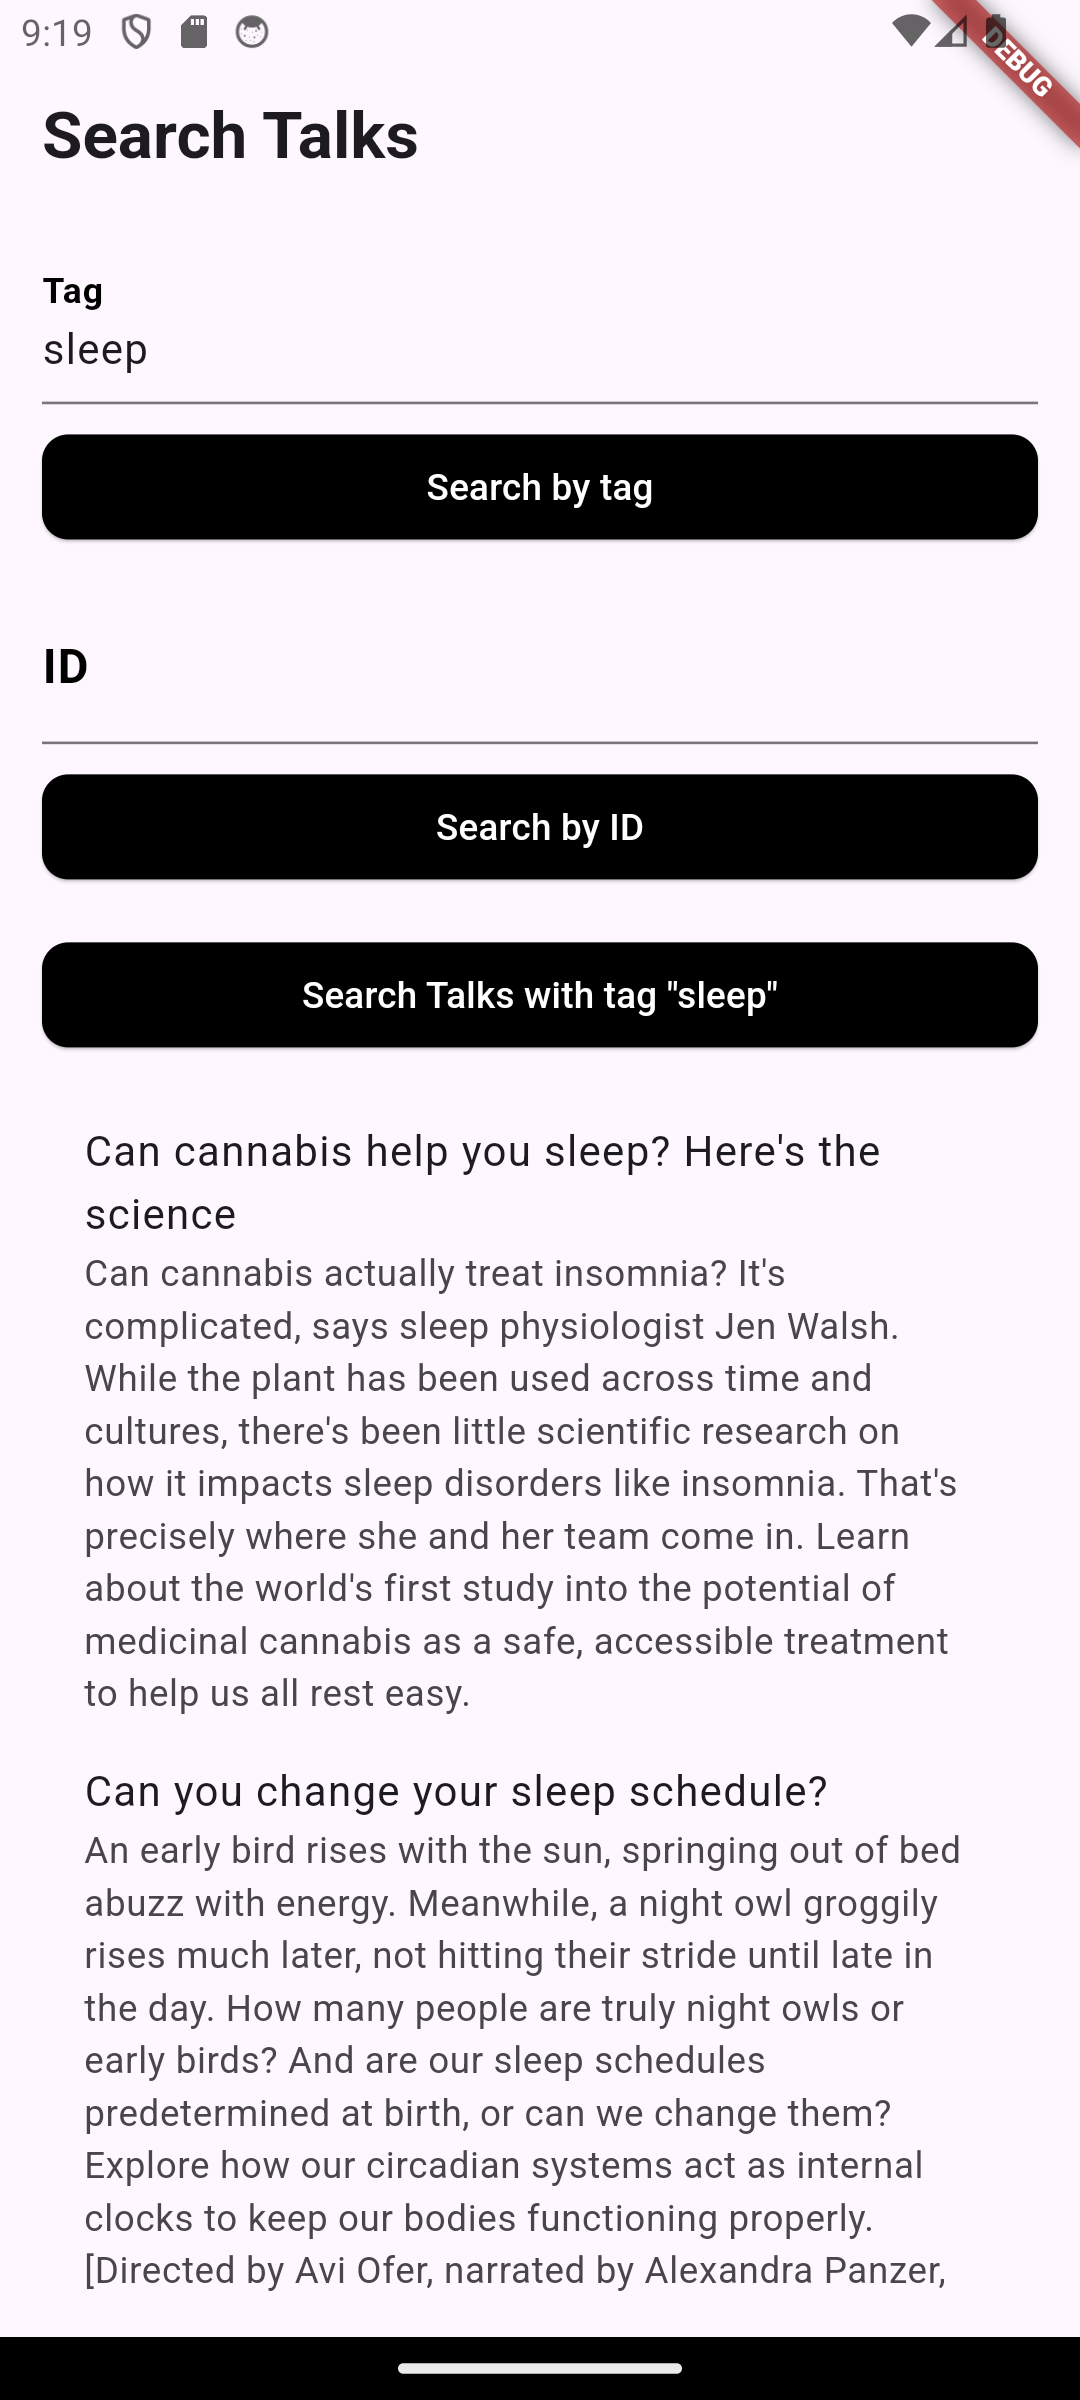 9:19
DEBUG
Search Talks
Tag
sleep
Search by tag
ID
Search by ID
Search Talks with tag "sleep"
Can cannabis help you sleep? Here's the
science
Can cannabis actually treat insomnia? It's
complicated, says sleep physiologist Jen Walsh.
While the plant has been used across time and
cultures, there's been little scientific research on
how it impacts sleep disorders like insomnia. That's
precisely where she and her team come in. Learn
about the world's first study into the potential of
medicinal cannabis as a safe, accessible treatment
to help us all rest easy.
Can you change your sleep schedule?
An early bird rises with the sun, springing out of bed
abuzz with energy. Meanwhile, a night owl groggily
rises much later, not hitting their stride until late in
the day. How many people are truly night owls or
early birds? And are our sleep schedules
predetermined at birth, or can we change them?
Explore how our circadian systems act as internal
clocks to keep our bodies functioning properly.
[Directed by Avi Ofer, narrated by Alexandra Panzer,